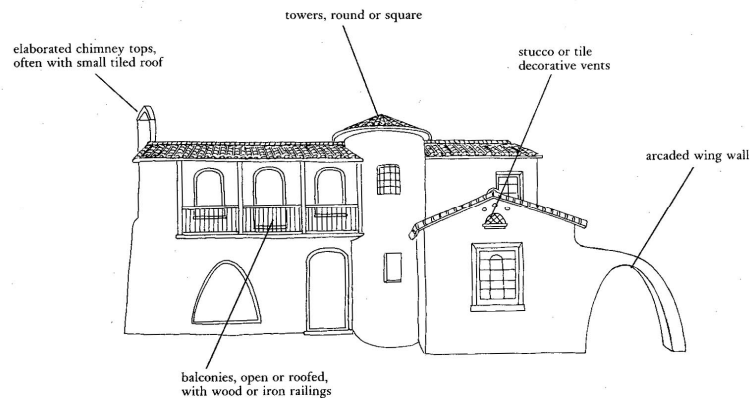 towers, round or square
elaborated chimney tops,
often with small tiled roof
stucco or tile
decorative vents
arcaded wing wall
balconies, open or roofed,
with wood or iron railings